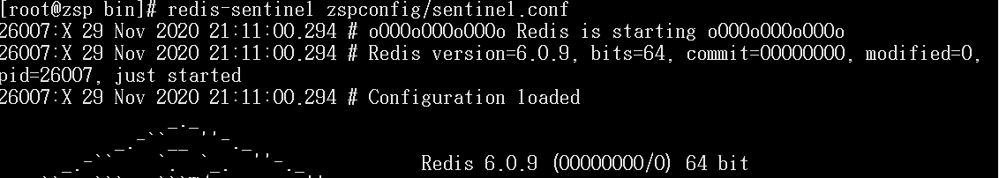 [root@zsp bin]# redis-sentinel zspconfig/sentinel.conf
26007:X 29 Nov 2020 21:11:00.294 # oO0OoO0OoO0Oo Redis is starting oO0OoO0OoO0Oo
26007:X 29 Nov 2020 21:11:00.294 # Redis version=6.0.9, bits=64, commit=00000000, modified=0,
pid=26007, just started
26007:X 29 Nov 2020 21:11:00.294 # Configuration loaded
Redis 6.0.9 (00000000/0) 64 bit